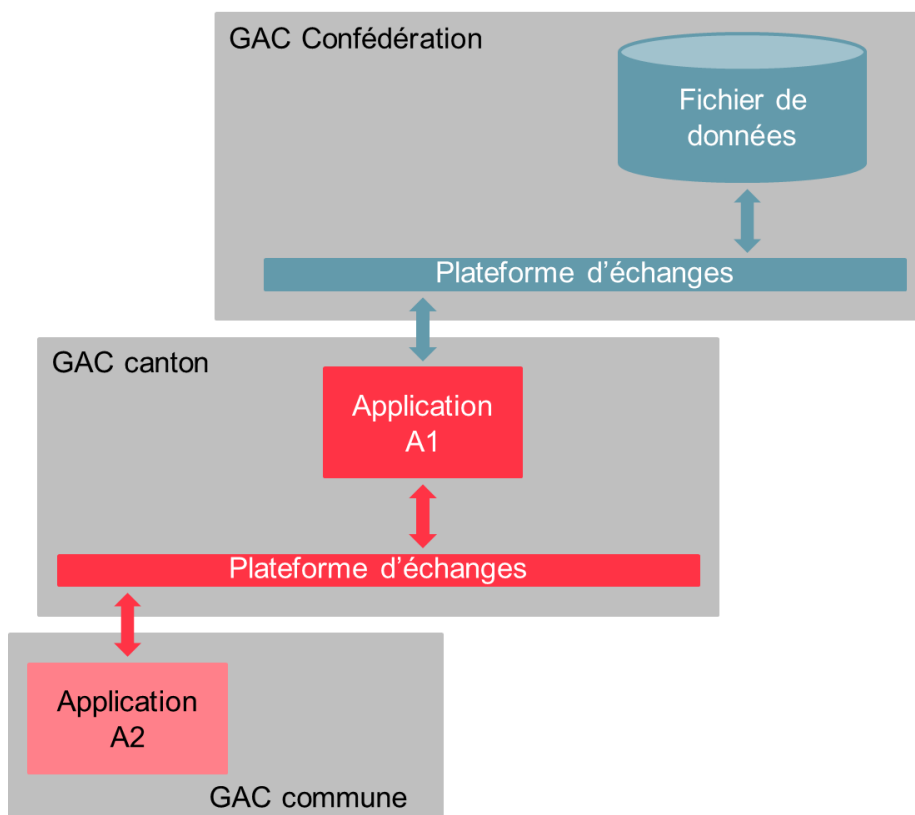 GAC Confédération
Fichier de
données
Plateforme d'échanges
GAC canton
Application
A1
Plateforme d'échanges
Application
A2
GAC commune